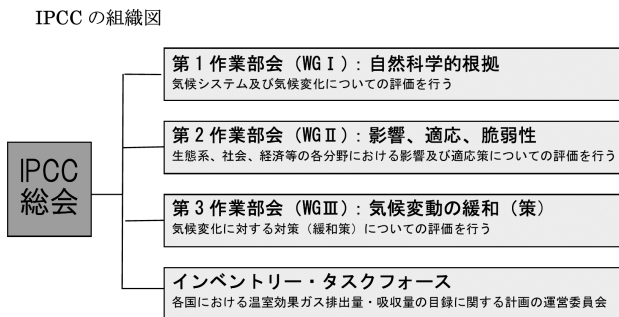 IPCC の組織図
第1作業部会（WGⅠ）：自然科学的根拠
気候システム及び気候変化についての評価を行う
第2作業部会（WGⅡ）：影響、適応、脆弱性
生態系、社会、経済等の各分野における影響及び適応策についての評価を行う
IPCC
総会
第3作業部会（WGⅢ）：気候変動の緩和（策）
気候変化に対する対策（緩和策）についての評価を行う
インベントリー・タスクフォース
各国における温室効果ガス排出量・吸収量の目録に関する計画の運営委員会